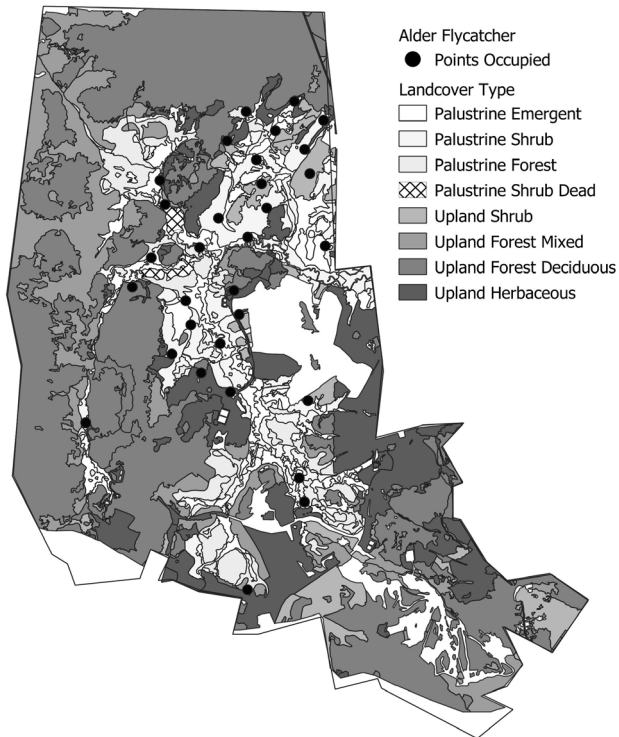 Alder Flycatcher
Points Occupied
Landcover Type
Palustrine Emergent
Palustrine Shrub
Palustrine Forest
Palustrine Shrub Dead
Upland Shrub
Upland Forest Mixed
Upland Forest Deciduous
Upland Herbaceous